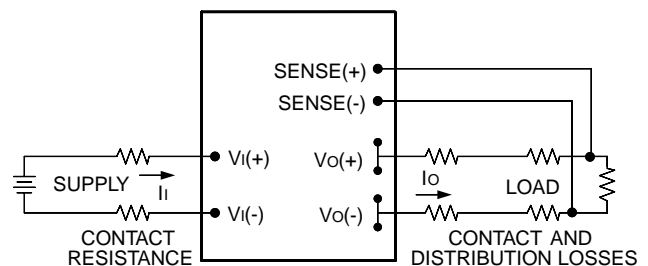 SENSE(+)
SENSE(-)
VI(+)
VO(+)
SUPPLY
II
IO
LOAD
VI(-)
VO(-)
CONTACT
RESISTANCE
CONTACT AND
DISTRIBUTION LOSSES